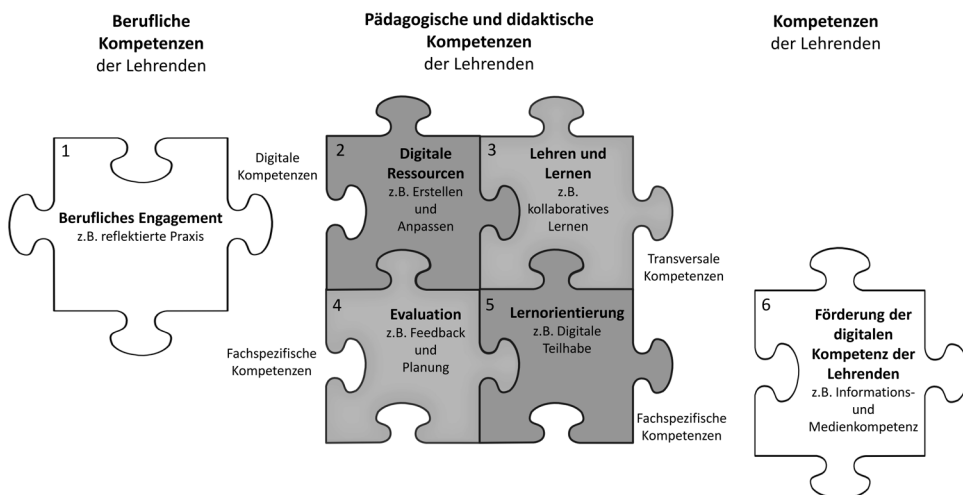 Berufliche
Kompetenzen
der Lehrenden
Pädagogische und didaktische
Kompetenzen
der Lehrenden
Kompetenzen
der Lehrenden
1
Berufliches Engagement
z.B. reflektierte Praxis
Digitale
Kompetenzen
2
Digitale
Ressourcen
z.B. Erstellen
und
Anpassen
3
Lehren und
Lernen
z.B.
kollaboratives
Lernen
Transversale
Kompetenzen
Fachspezifische
Kompetenzen
4
Evaluation
z.B. Feedback
und
Planung
5
Lernorientierung
z.B. Digitale
Teilhabe
Fachspezifische
Kompetenzen
6
Förderung der
digitalen
Kompetenz der
Lehrenden
z.B. Informations-
und
Medienkompetenz